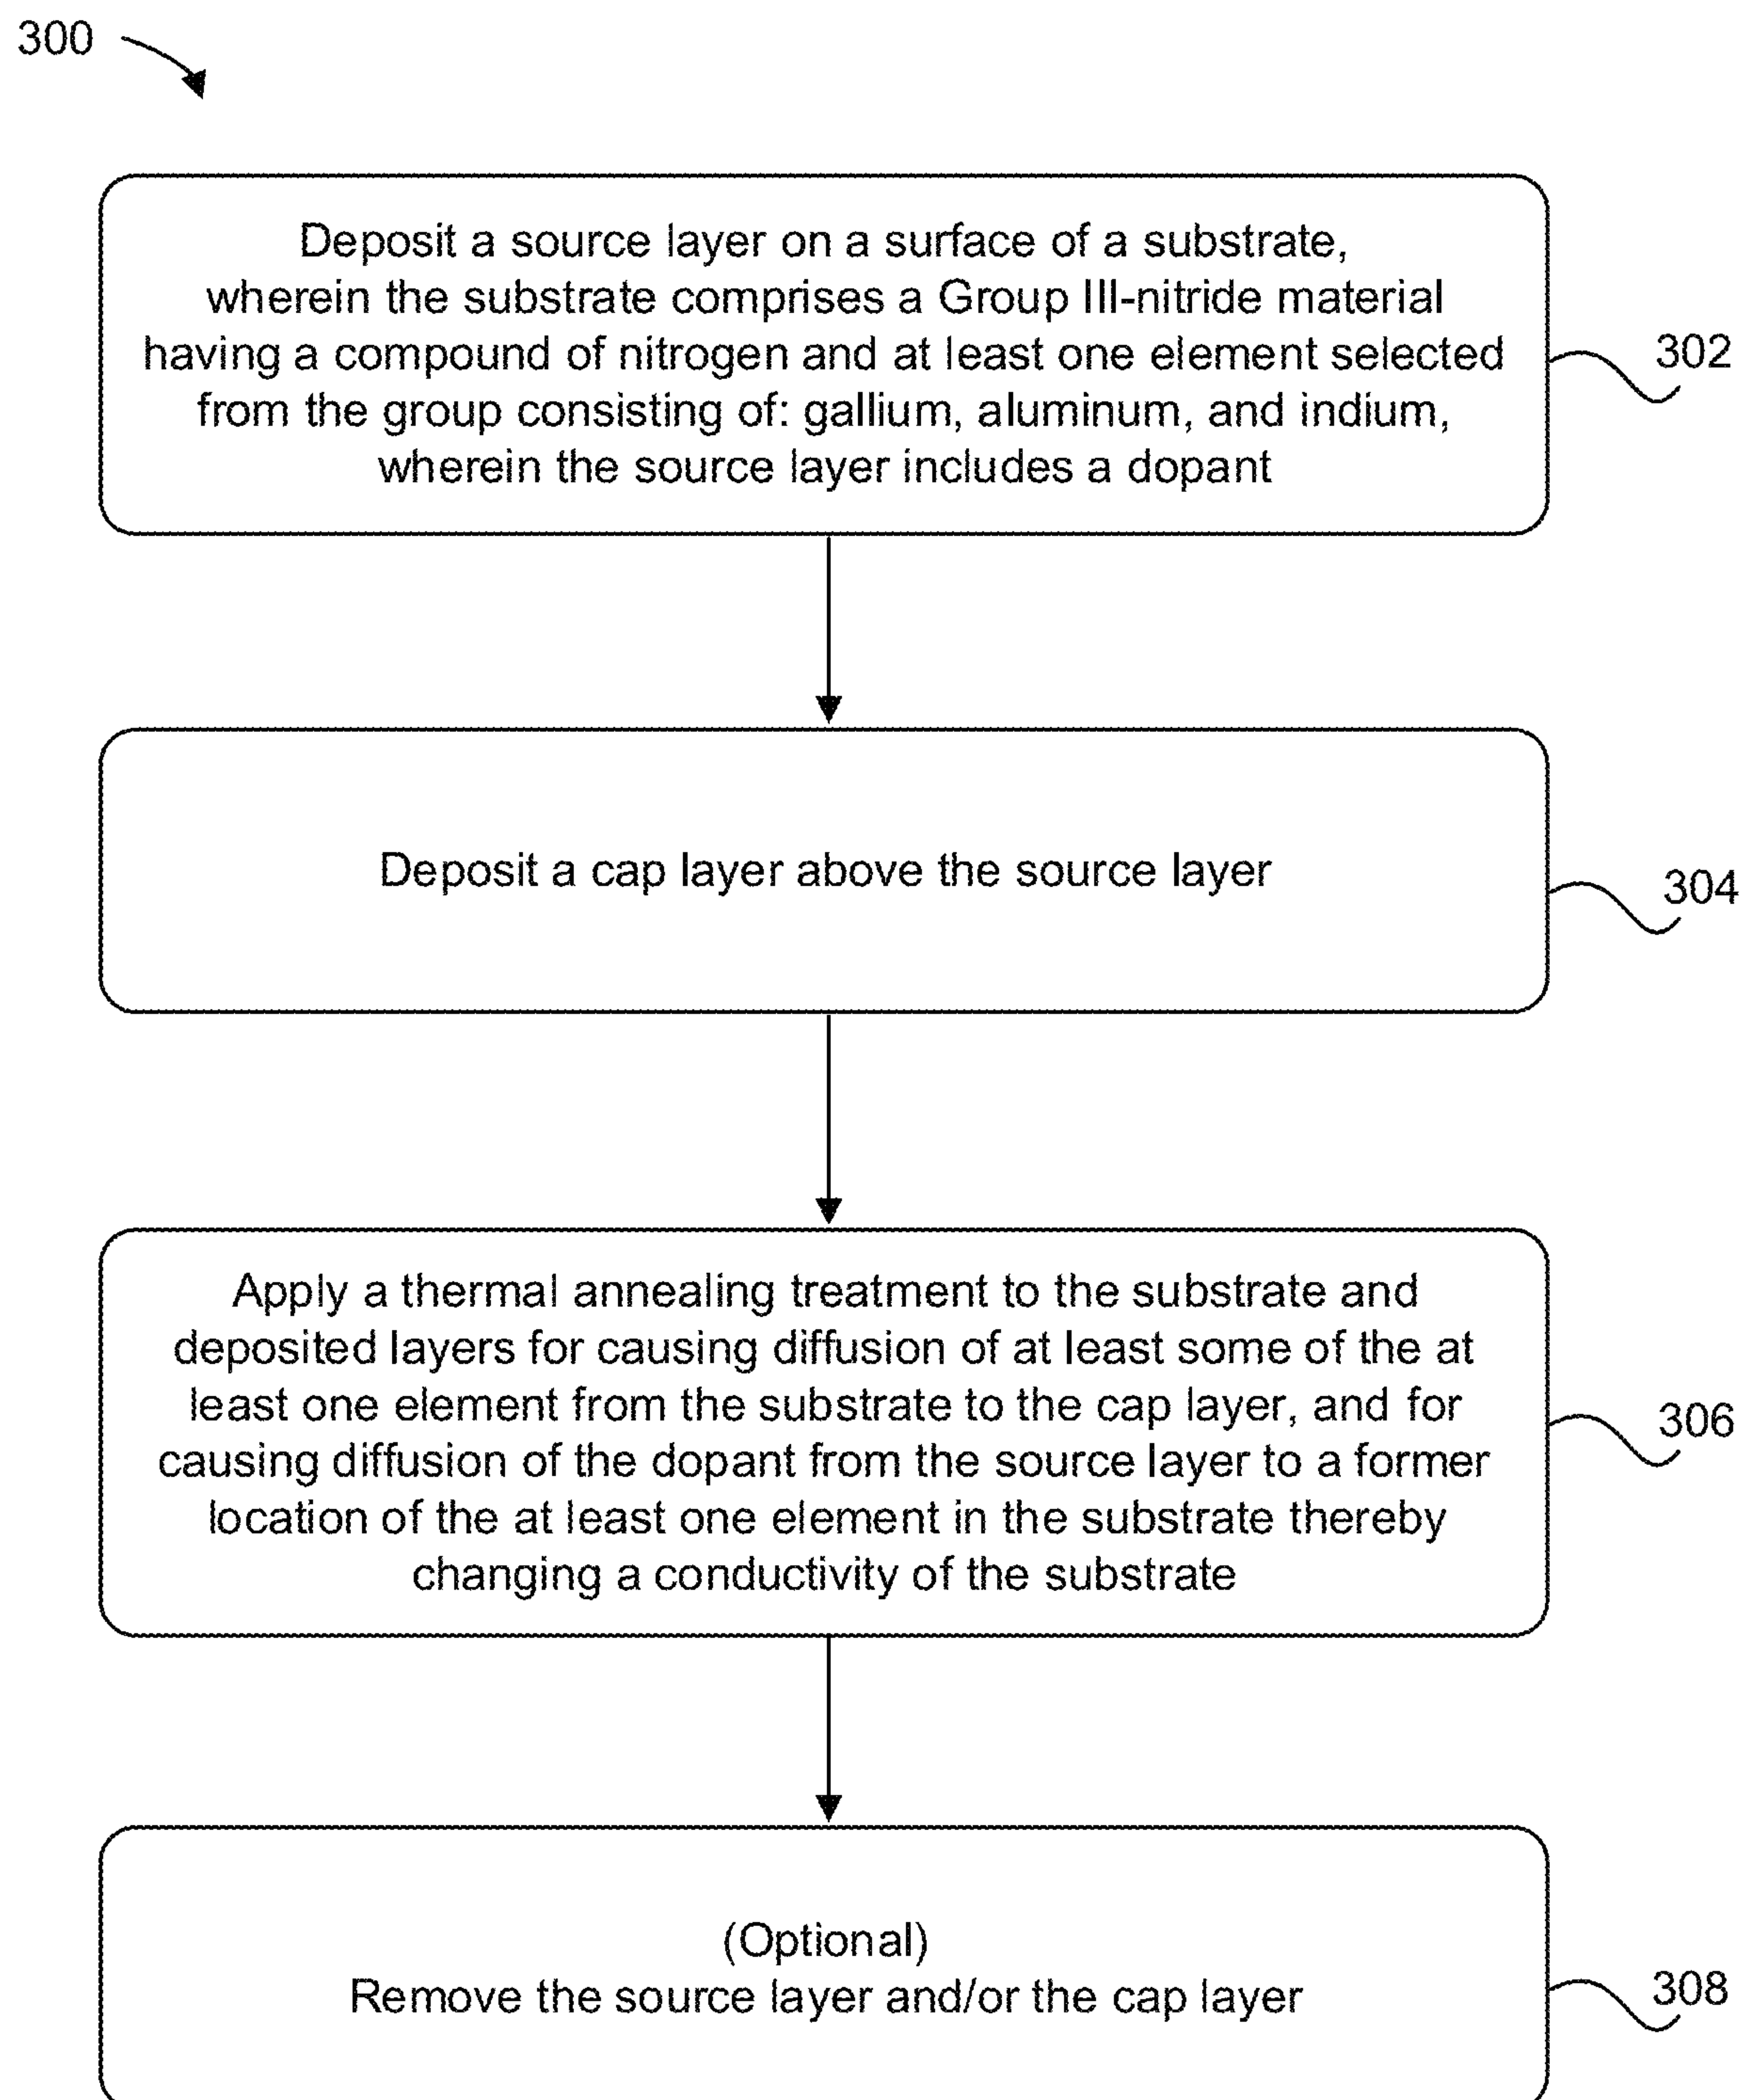 300
Deposit a source layer on a surface of a substrate,
wherein the substrate comprises a Group III-nitride material
having a compound of nitrogen and at least one element selected
from the group consisting of: gallium, aluminum, and indium,
wherein the source layer includes a dopant
302
Deposit a cap layer above the source layer
304
Apply a thermal annealing treatment to the substrate and
deposited layers for causing diffusion of at least some of the at
least one element from the substrate to the cap layer, and for
causing diffusion of the dopant from the source layer to a former
location of the at least one element in the substrate thereby
changing a conductivity of the substrate
306
(Optional)
Remove the source layer and/or the cap layer
308